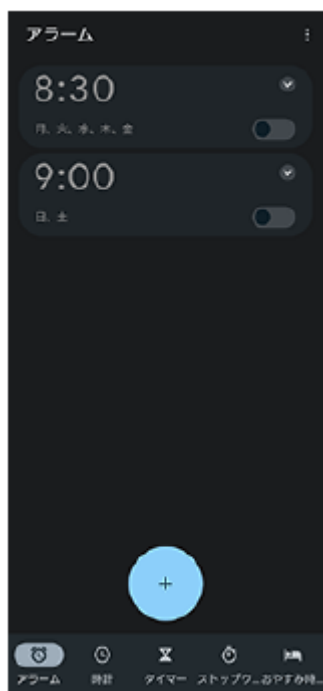 アラーム
8:30
月、火、水、木、金
9:00
日、土
アラーム
時計
タイマー
ストップウ…
おやすみ時…